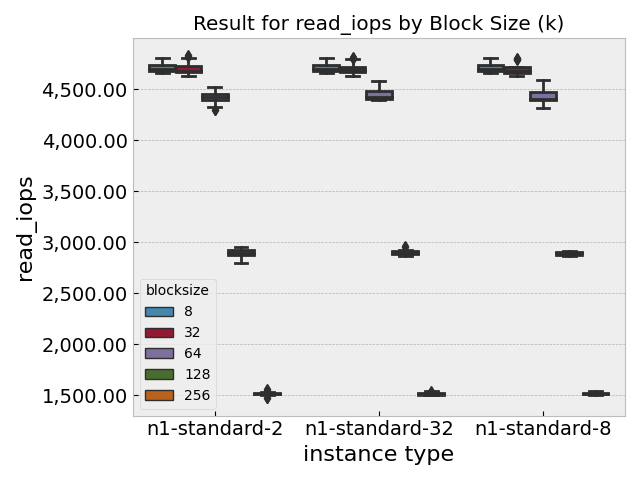 Result for read_iops by Block Size (k)
read_iops
4,500.00
4,000.00
3,500.00
3,000.00
2,500.00
2,000.00
1,500.00
blocksize
8
32
64
128
256
n1-standard-2
n1-standard-32
n1-standard-8
instance type